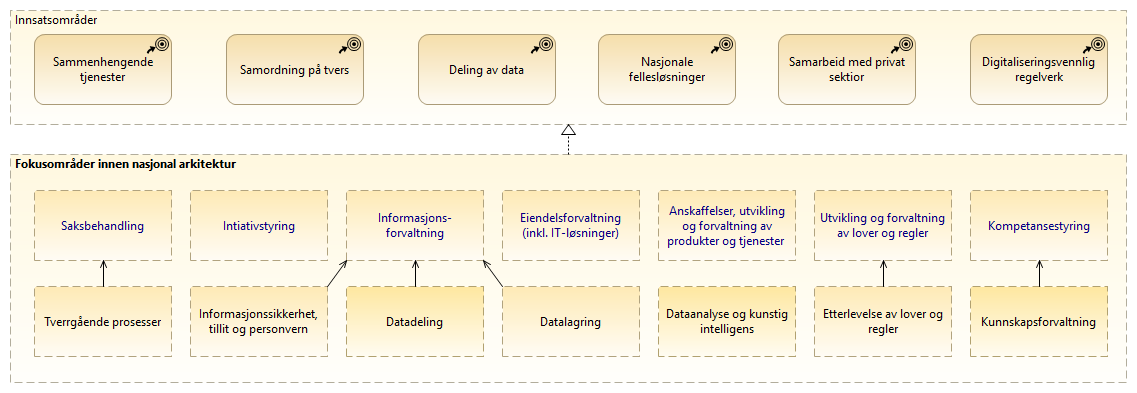 Innsatsområder
Sammenhengende
tjenester
Samordning på tvers
Deling av data
Nasjonale
fellesløsninger
Samarbeid med privat
sektior
Digitaliseringsvennlig
regelverk
Fokusområder innen nasjonal arkitektur
Saksbehandling
Intiativstyring
Informasjons-
forvaltning
Eiendelsforvaltning
(inkl. IT-løsninger)
Anskaffelser, utvikling
og forvaltning av
produkter og tjenester
Utvikling og forvaltning
av lover og regler
Kompetansestyring
Tverrgående prosesser
Informasjonssikkerhet,
tillit og personvern
Datadeling
Datalagring
Dataanalyse og kunstig
intelligens
Etterlevelse av lover og
regler
Kunnskapsforvaltning